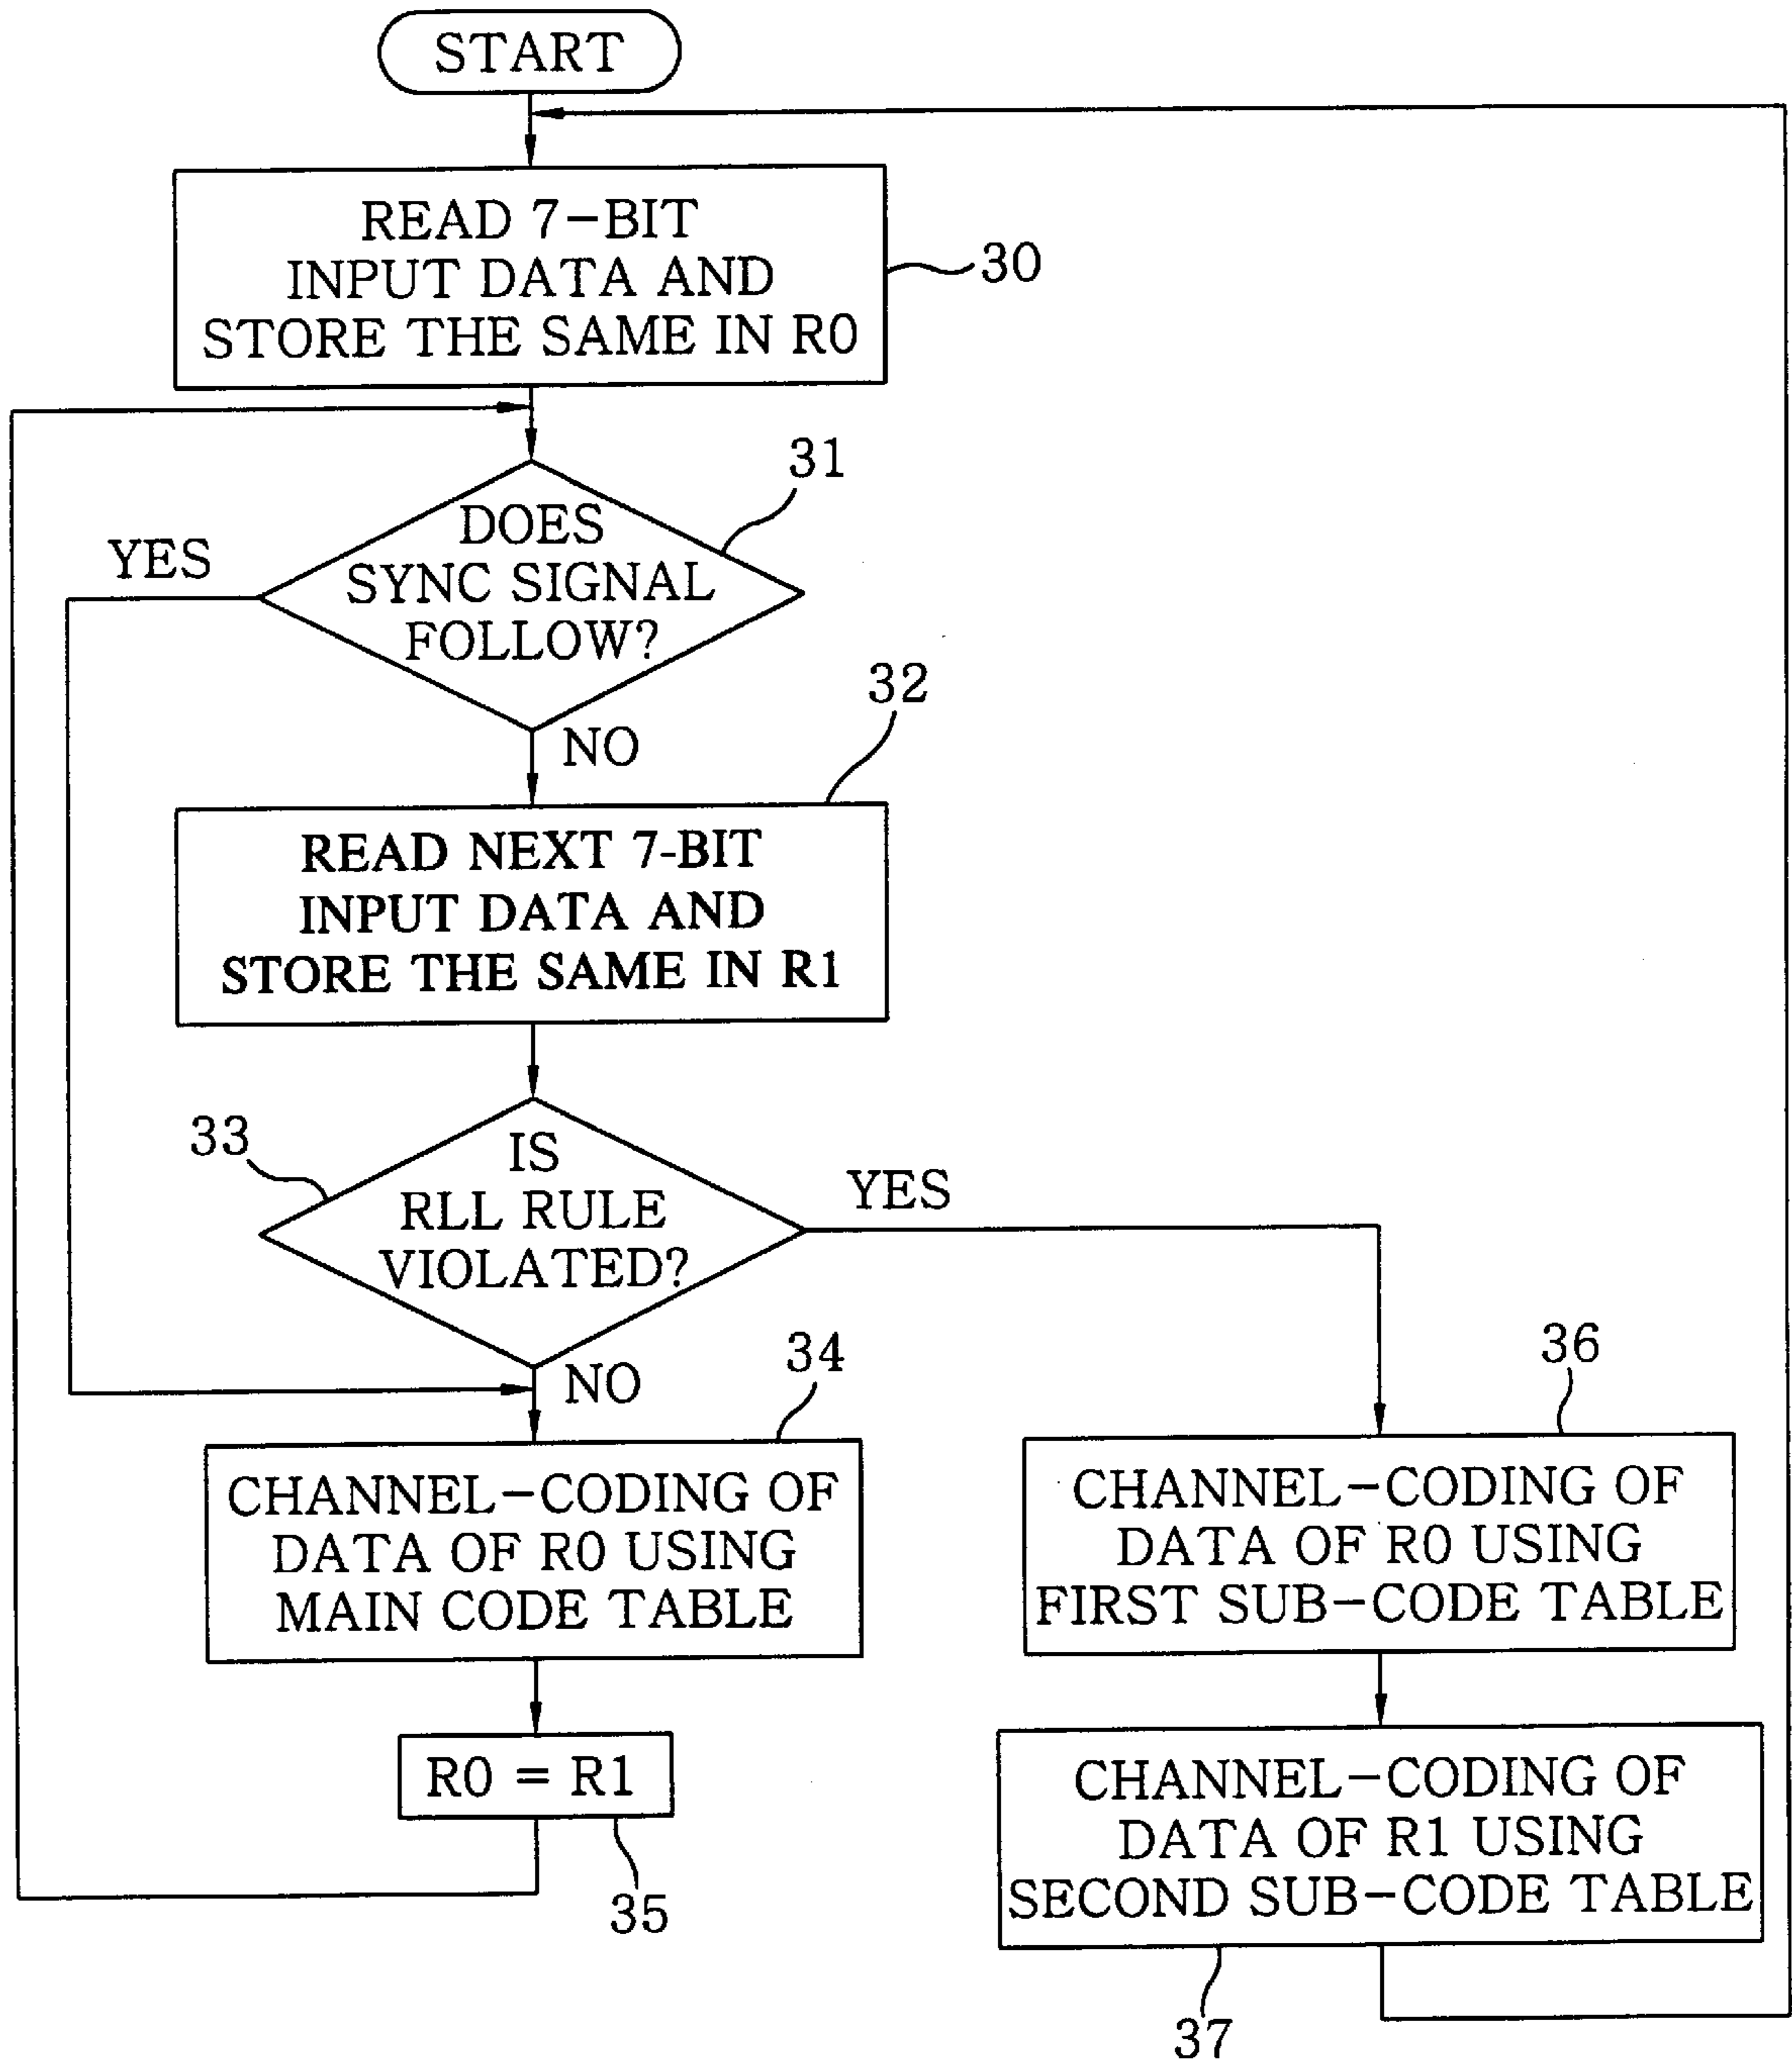 START
READ 7-BIT
INPUT DATA AND
STORE THE SAME IN R0
30
31
DOES
SYNC SIGNAL
FOLLOW?
YES
NO
32
READ NEXT 7-BIT
INPUT DATA AND
STORE THE SAME IN R1
33
IS
RLL RULE
VIOLATED?
YES
NO
34
CHANNEL-CODING OF
DATA OF R0 USING
MAIN CODE TABLE
R0 = R1
35
36
CHANNEL-CODING OF
DATA OF R0 USING
FIRST SUB-CODE TABLE
CHANNEL-CODING OF
DATA OF R1 USING
SECOND SUB-CODE TABLE
37